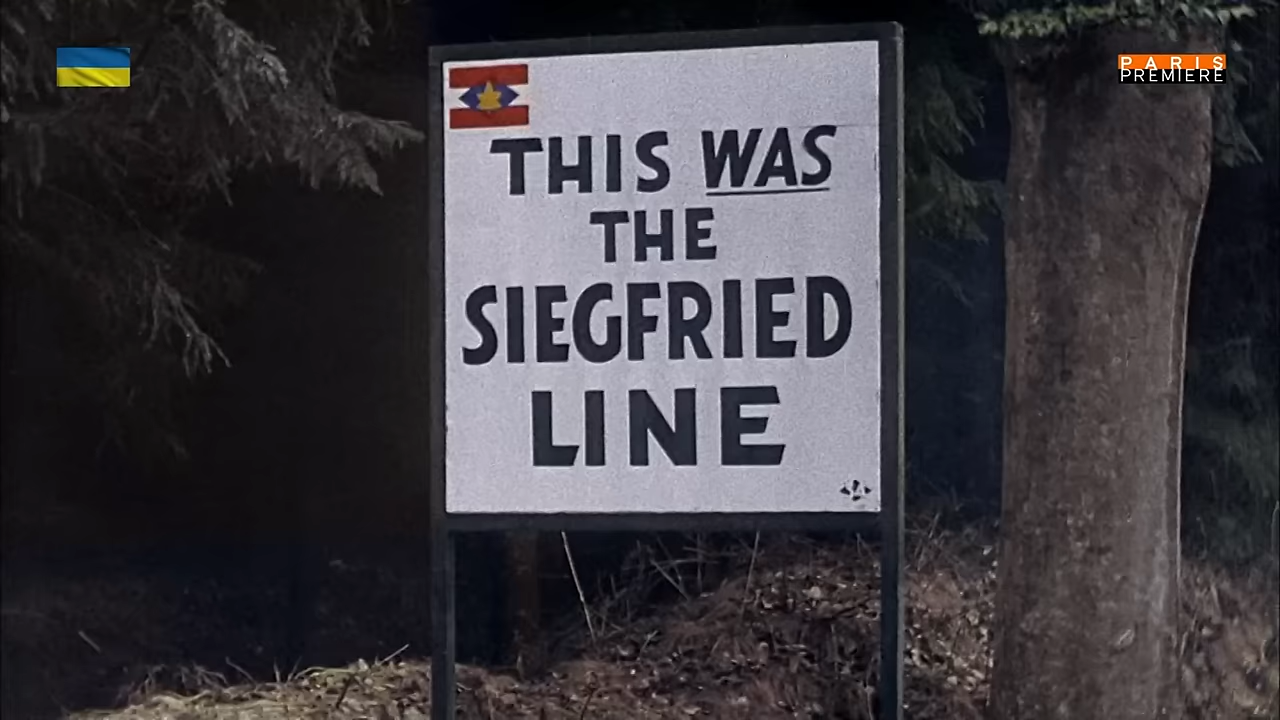 PARIS
PREMIERE
THIS WAS
THE
SIEGFRIED
LINE